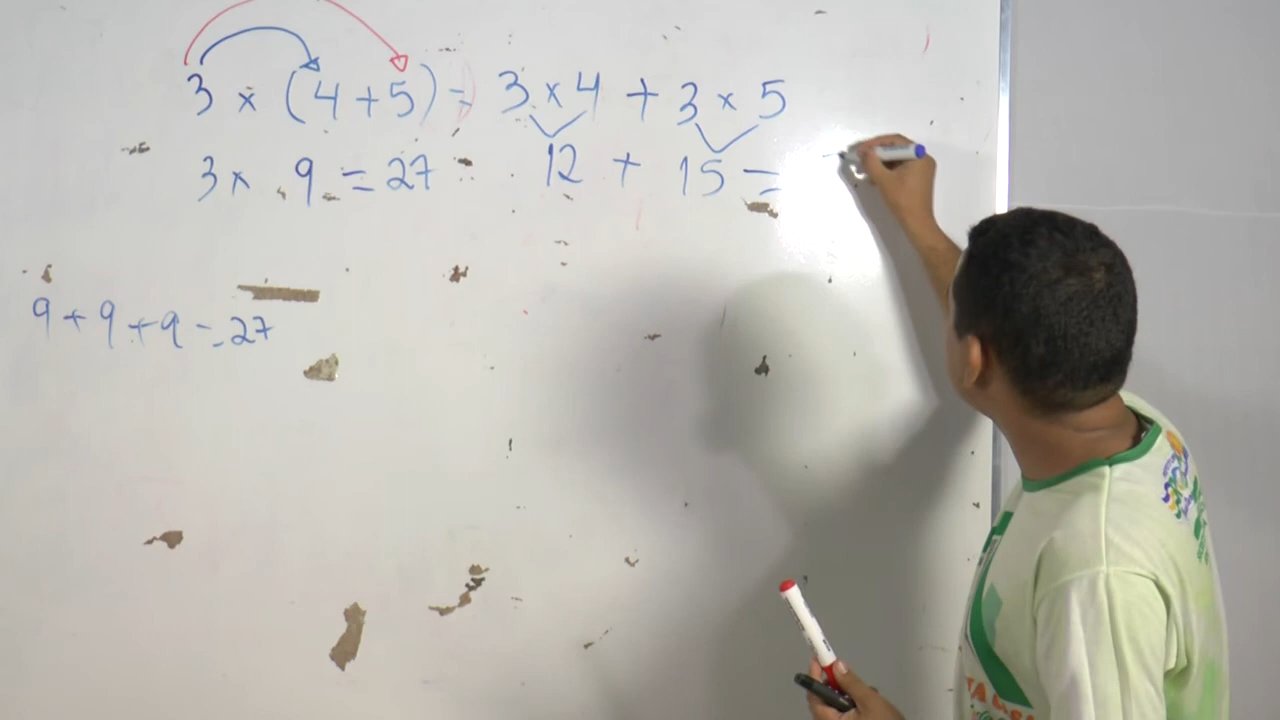 3 x (4+5) = 3 x 4 + 3 x 5
3 x 9 = 27 12 + 15 =
9 + 9 + 9 = 27